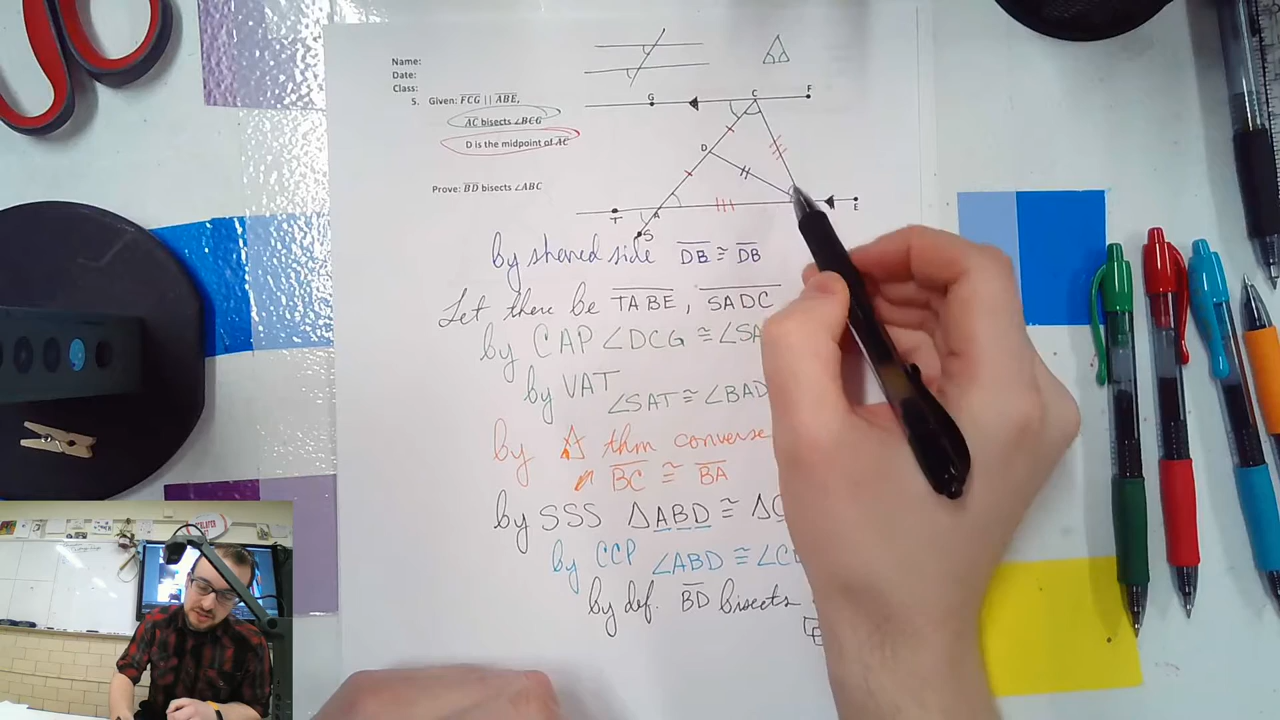 Name:
Date:
Class:
5. Given: FCG || ABE,
AC bisects ∠BCG
D is the midpoint of AC
Prove: BD bisects ∠ABC
G
C
F
D
T
A
S
E
by shared side DB ≅ DB
Let there be TABE, SADC
by CAP ∠DCG ≅ ∠SA
by VAT
∠SAT ≅ ∠BAD
by thm converse
BC ≅ BA
by SSS ΔABD ≅ Δ
by CCP ∠ABD ≅ ∠C
by def. BD bisects